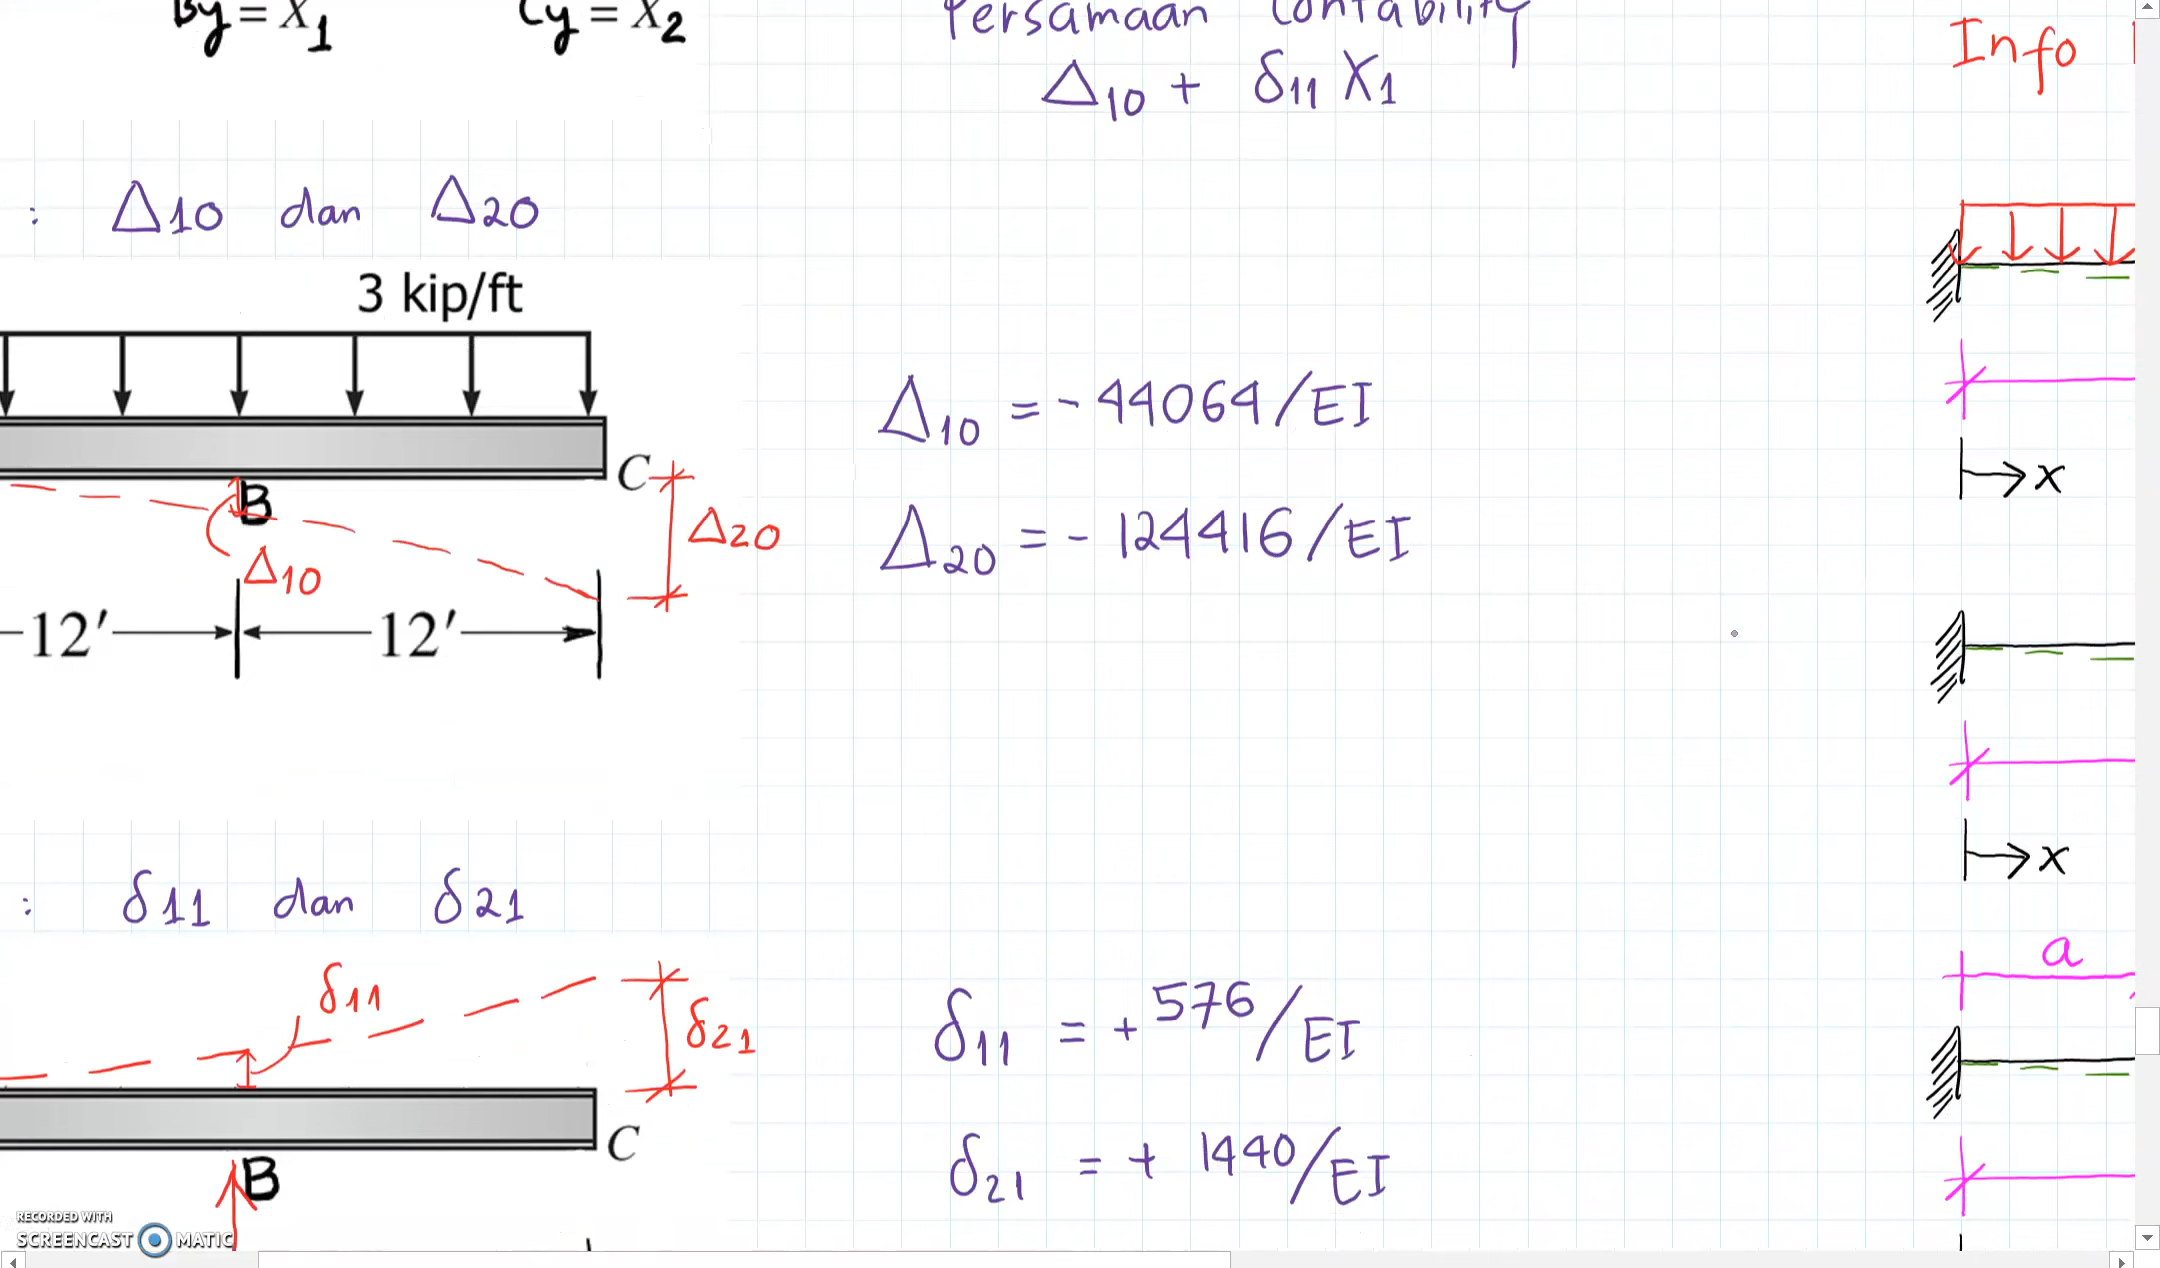 By = X1 Cy = X2
Persamaan Contability
Δ10 + δ11 X1
Info
: Δ10 dan Δ20
3 kip/ft
C
B
Δ20
Δ10
12′ 12′
Δ10 = - 44064/EI
Δ20 = - 124416/EI
x
x
: δ11 dan δ21
a
δ11
δ21
C
B
δ11 = + 576/EI
δ21 = + 1440/EI
RECORDED WITH
SCREENCAST MATIC